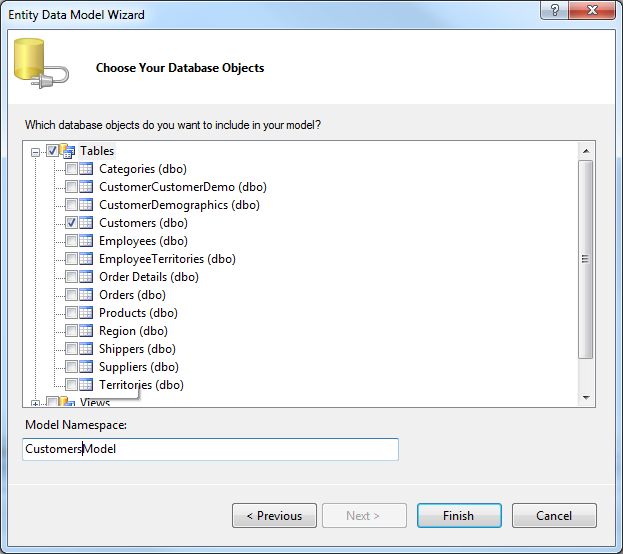 Entity Data Model Wizard
Choose Your Database Objects
Which database objects do you want to include in your model?
Tables
Categories (dbo)
CustomerCustomerDemo (dbo)
CustomerDemographics (dbo)
Customers (dbo)
Employees (dbo)
EmployeeTerritories (dbo)
Order Details (dbo)
Orders (dbo)
Products (dbo)
Region (dbo)
Shippers (dbo)
Suppliers (dbo)
Territories (dbo)
Views
Model Namespace:
CustomersModel
< Previous Next > Finish Cancel